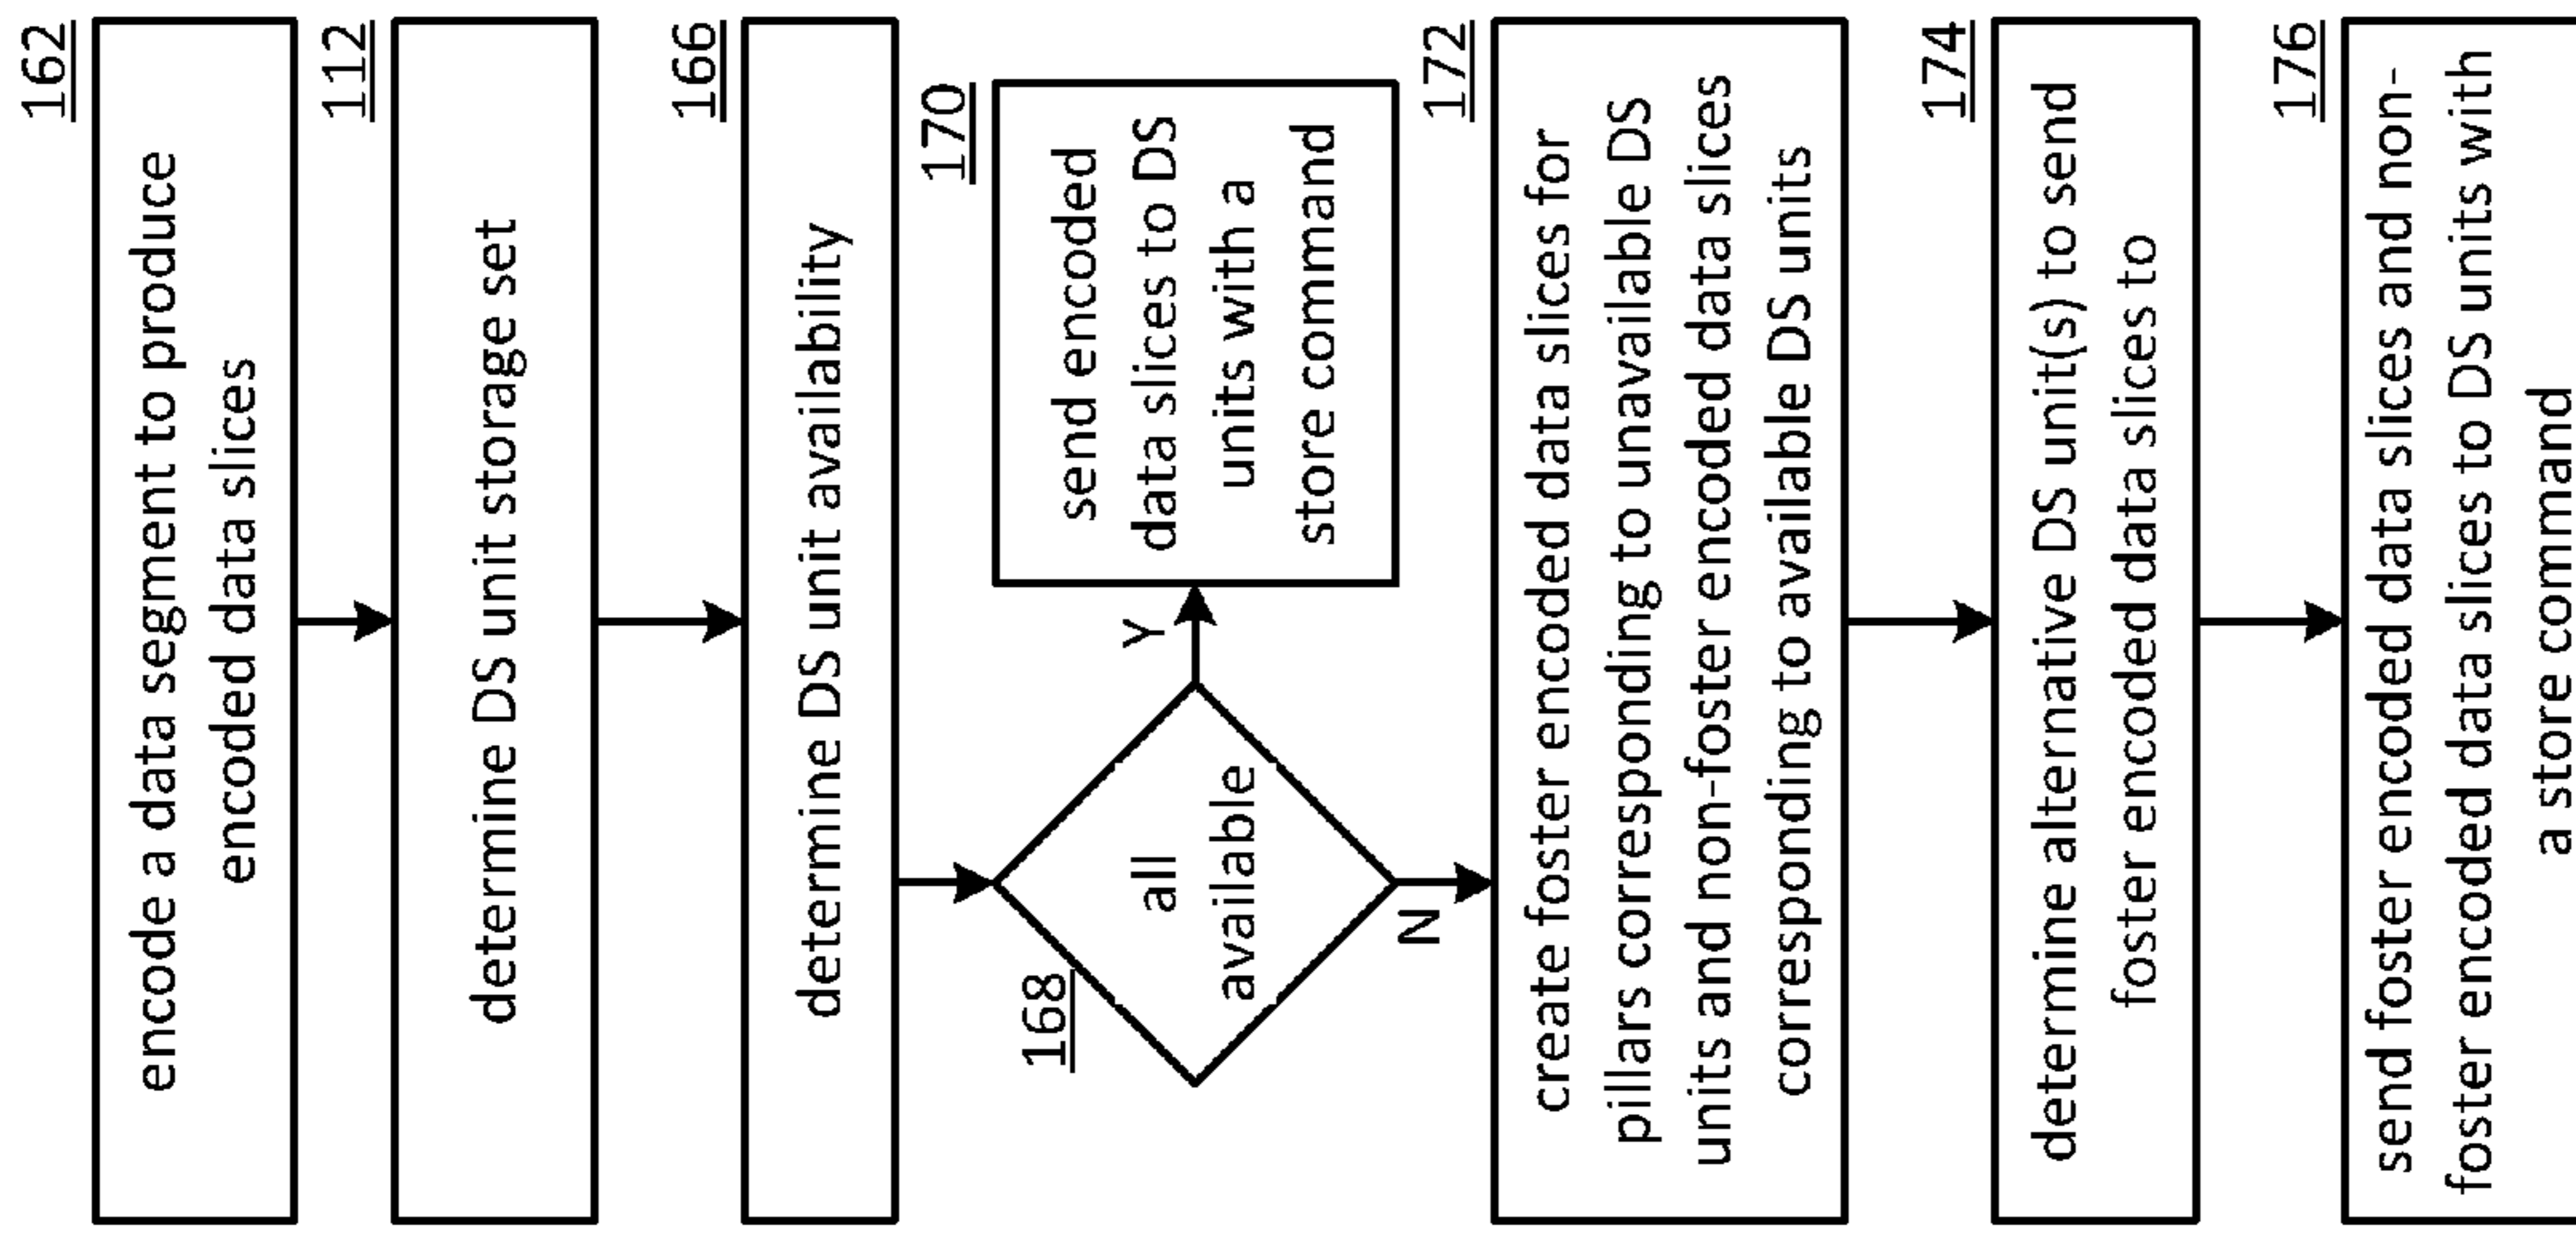 162
encode a data segment to produce
encoded data slices
112
determine DS unit storage set
166
determine DS unit availability
168
all
available
Y
170
send encoded
data slices to DS
units with a
store command
N
172
create foster encoded data slices for
pillars corresponding to unavailable DS
units and non-foster encoded data slices
corresponding to available DS units
174
determine alternative DS unit(s) to send
foster encoded data slices to
176
send foster encoded data slices and non-
foster encoded data slices to DS units with
a store command